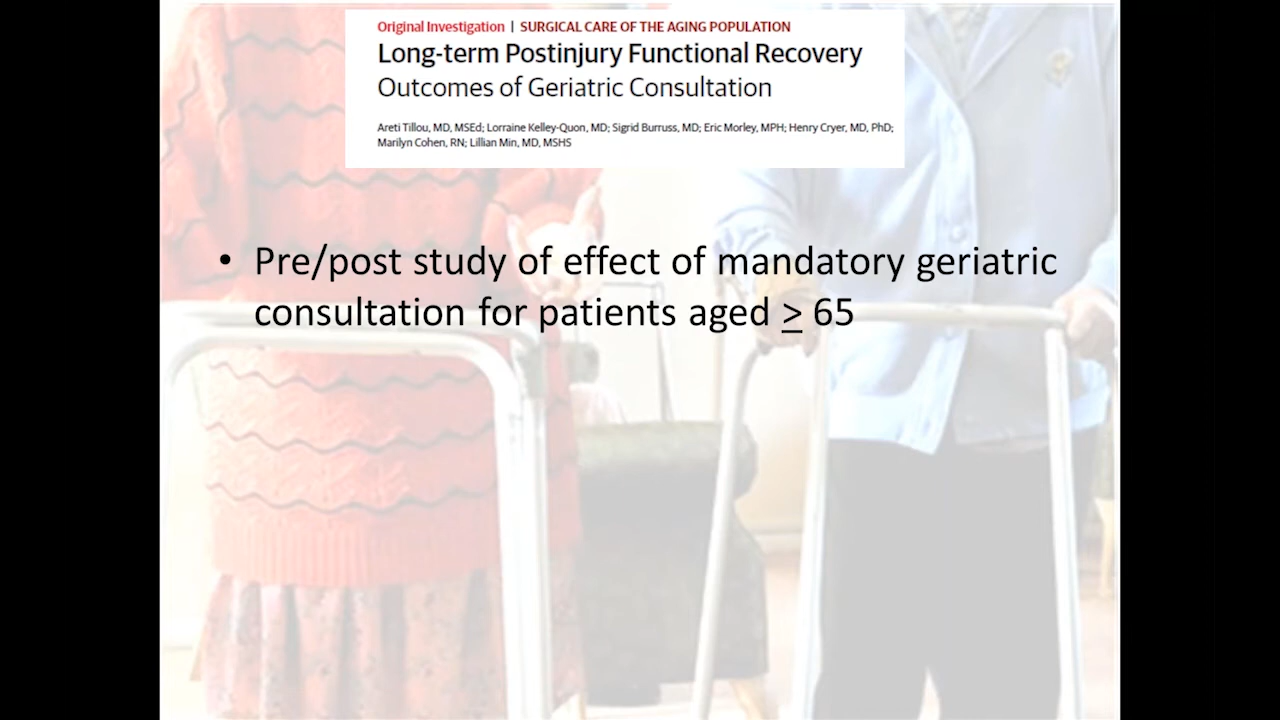 Original Investigation | SURGICAL CARE OF THE AGING POPULATION
Long-term Postinjury Functional Recovery
Outcomes of Geriatric Consultation
Areti Tillou, MD, MSEd; Lorraine Kelley-Quon, MD; Sigrid Burruss, MD; Eric Morley, MPH; Henry Cryer, MD, PhD;
Marilyn Cohen, RN; Lillian Min, MD, MSHS
• Pre/post study of effect of mandatory geriatric
consultation for patients aged ≥ 65